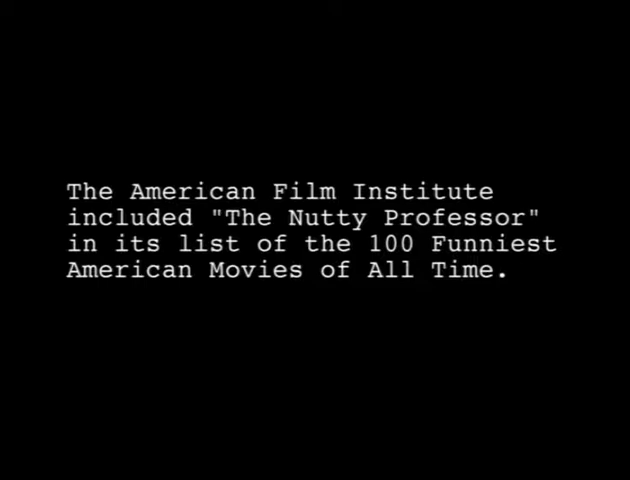 The American Film Institute
included "The Nutty Professor"
in its list of the 100 Funniest
American Movies of All Time.